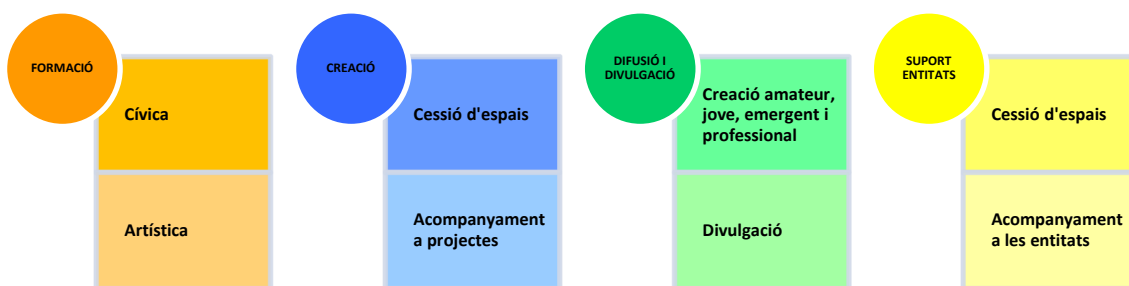 FORMACIÓ
Cívica
Artística
CREACIÓ
Cessió d'espais
Acompanyament
a projectes
DIFUSIÓ I
DIVULGACIÓ
Creació amateur,
jove, emergent i
professional
Divulgació
SUPORT
ENTITATS
Cessió d'espais
Acompanyament
a les entitats